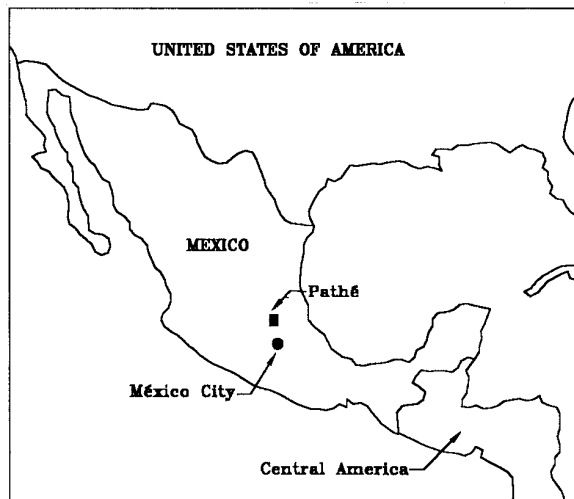 UNITED STATES OF AMERICA
MEXICO
Pathé
México City
Central America